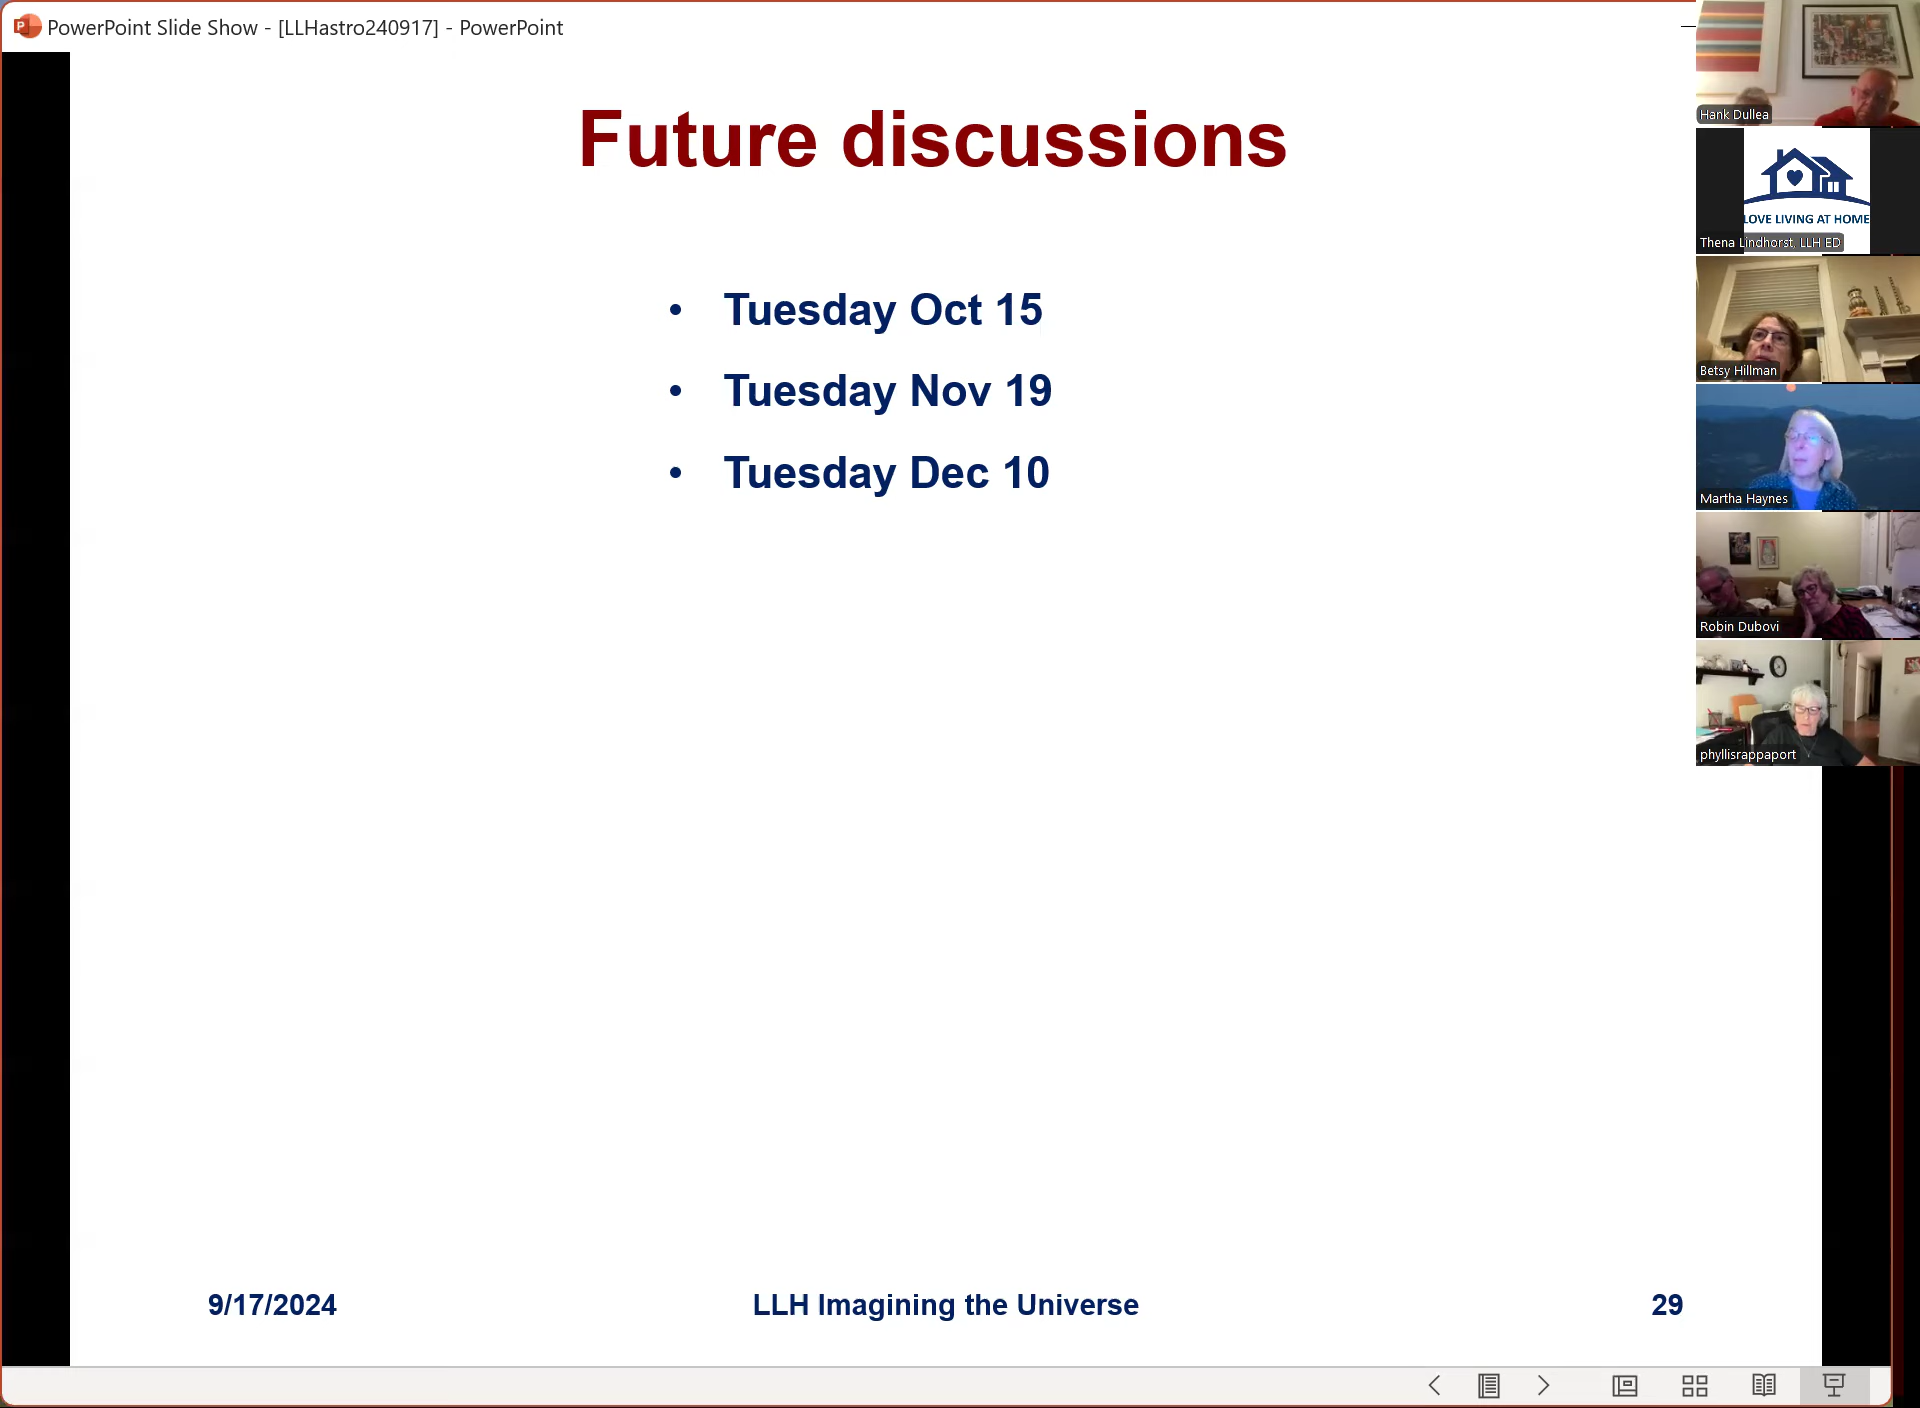 PowerPoint Slide Show - [LLHastro240917] - PowerPoint
Future discussions
• Tuesday Oct 15
• Tuesday Nov 19
• Tuesday Dec 10
9/17/2024
LLH Imagining the Universe
29
Hank Dullea
LOVE LIVING AT HOME
Thena Lindhorst, LLH ED
Betsy Hillman
Martha Haynes
Robin Dubovi
phyllisrappaport